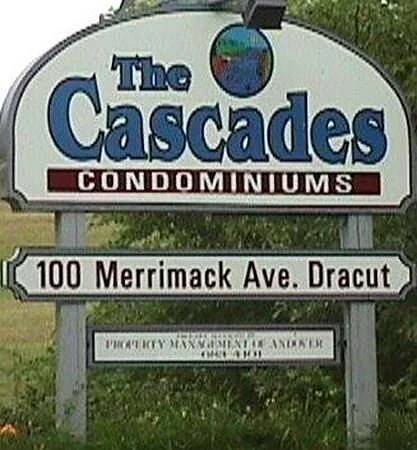 The
Cascades
CONDOMINIUMS
100 Merrimack Ave. Dracut
PROPERTY MANAGEMENT OF ANDOVER